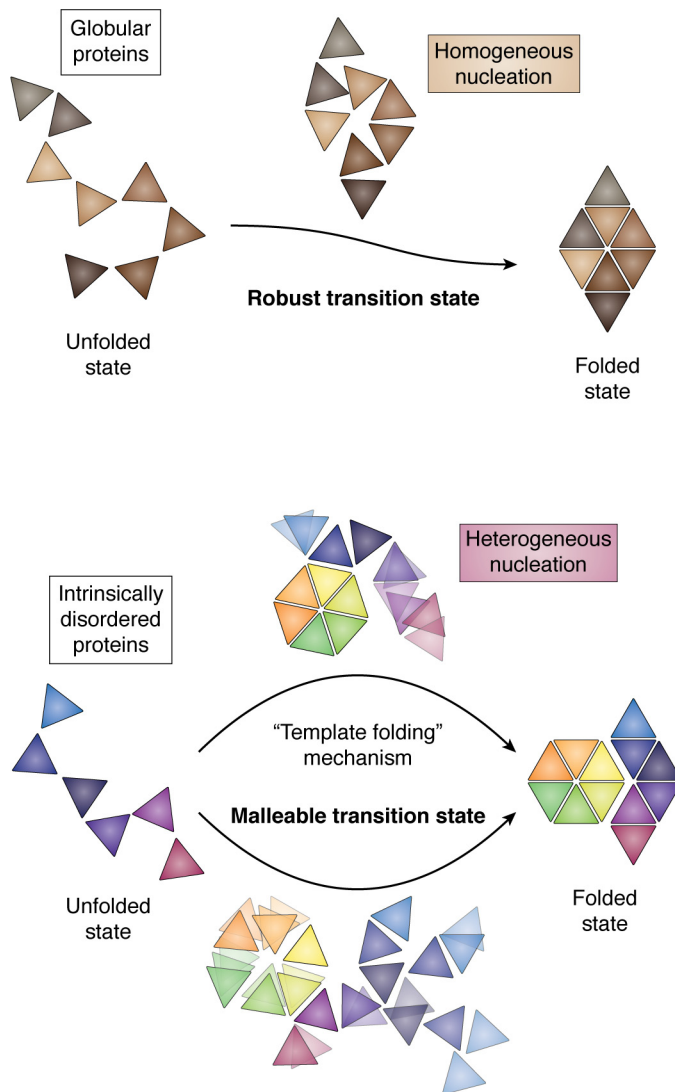 Globular
proteins
Homogeneous
nucleation
Robust transition state
Unfolded
state
Folded
state
Heterogeneous
nucleation
Intrinsically
disordered
proteins
“Template folding”
mechanism
Malleable transition state
Unfolded
state
Folded
state